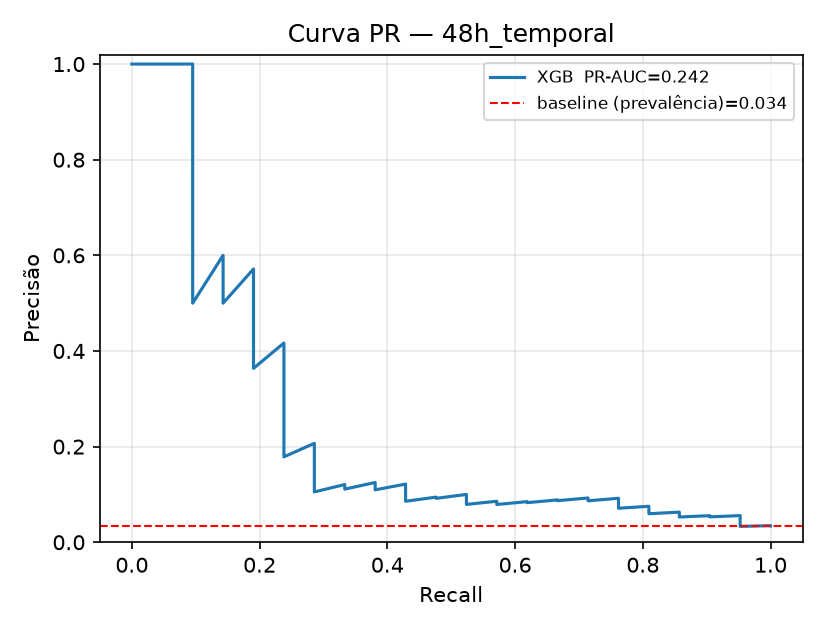 Curva PR — 48h_temporal
XGB  PR-AUC=0.242
baseline (prevalência)=0.034
Precisão
1.0
0.8
0.6
0.4
0.2
0.0
0.0 0.2 0.4 0.6 0.8 1.0
Recall